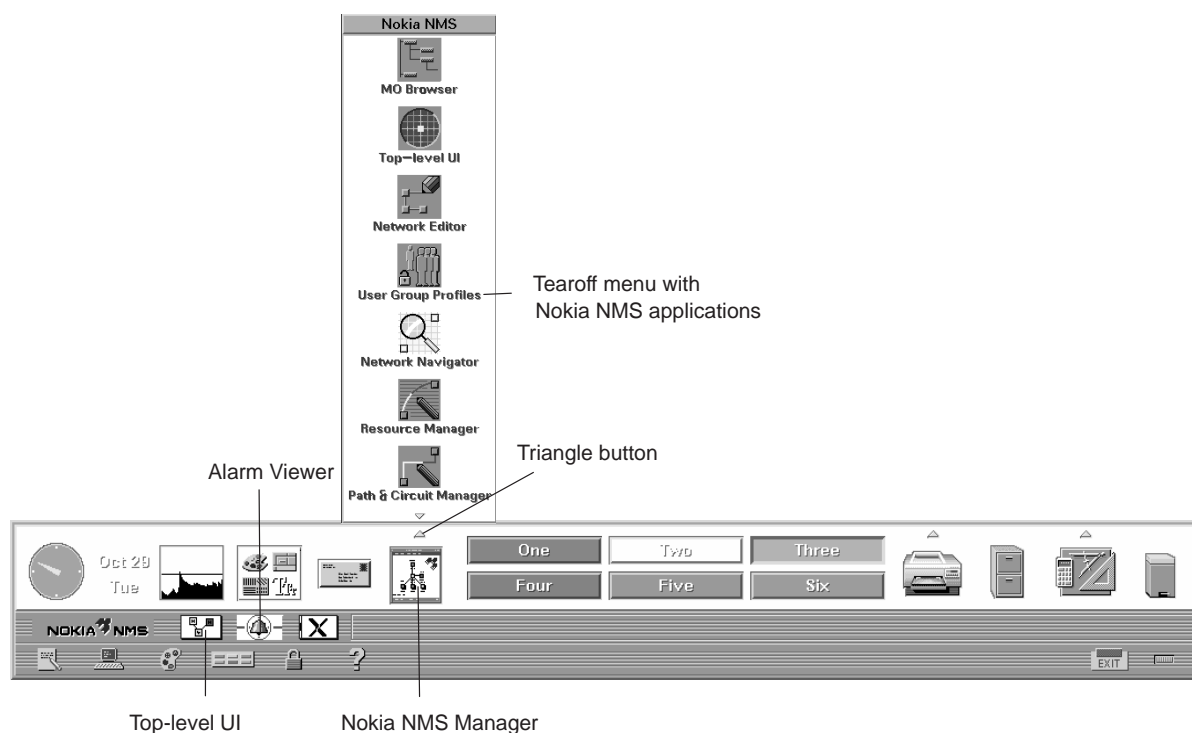 Nokia NMS
MO Browser
Top-level UI
Network Editor
User Group Profiles
Tearoff menu with
Nokia NMS applications
Network Navigator
Resource Manager
Triangle button
Alarm Viewer
Path & Circuit Manager
Oct 29
Tue
One
Two
Three
Four
Five
Six
NOKIA NMS
X
?
EXIT
Top-level UI
Nokia NMS Manager